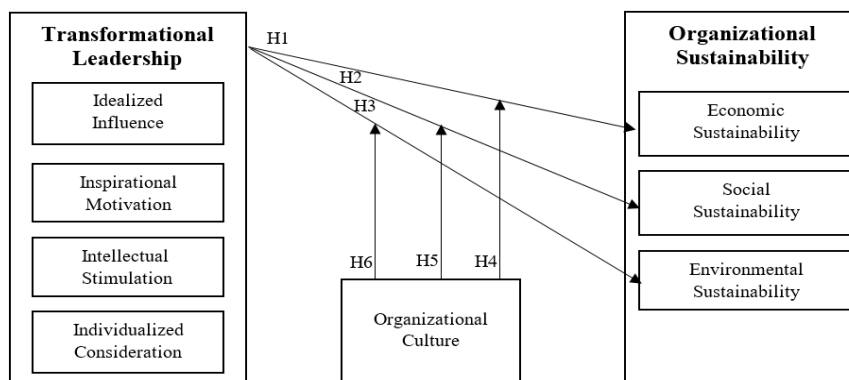 Transformational
Leadership
Idealized
Influence
Inspirational
Motivation
Intellectual
Stimulation
Individualized
Consideration
H1
H2
H3
H6
H5
H4
Organizational
Culture
Organizational
Sustainability
Economic
Sustainability
Social
Sustainability
Environmental
Sustainability